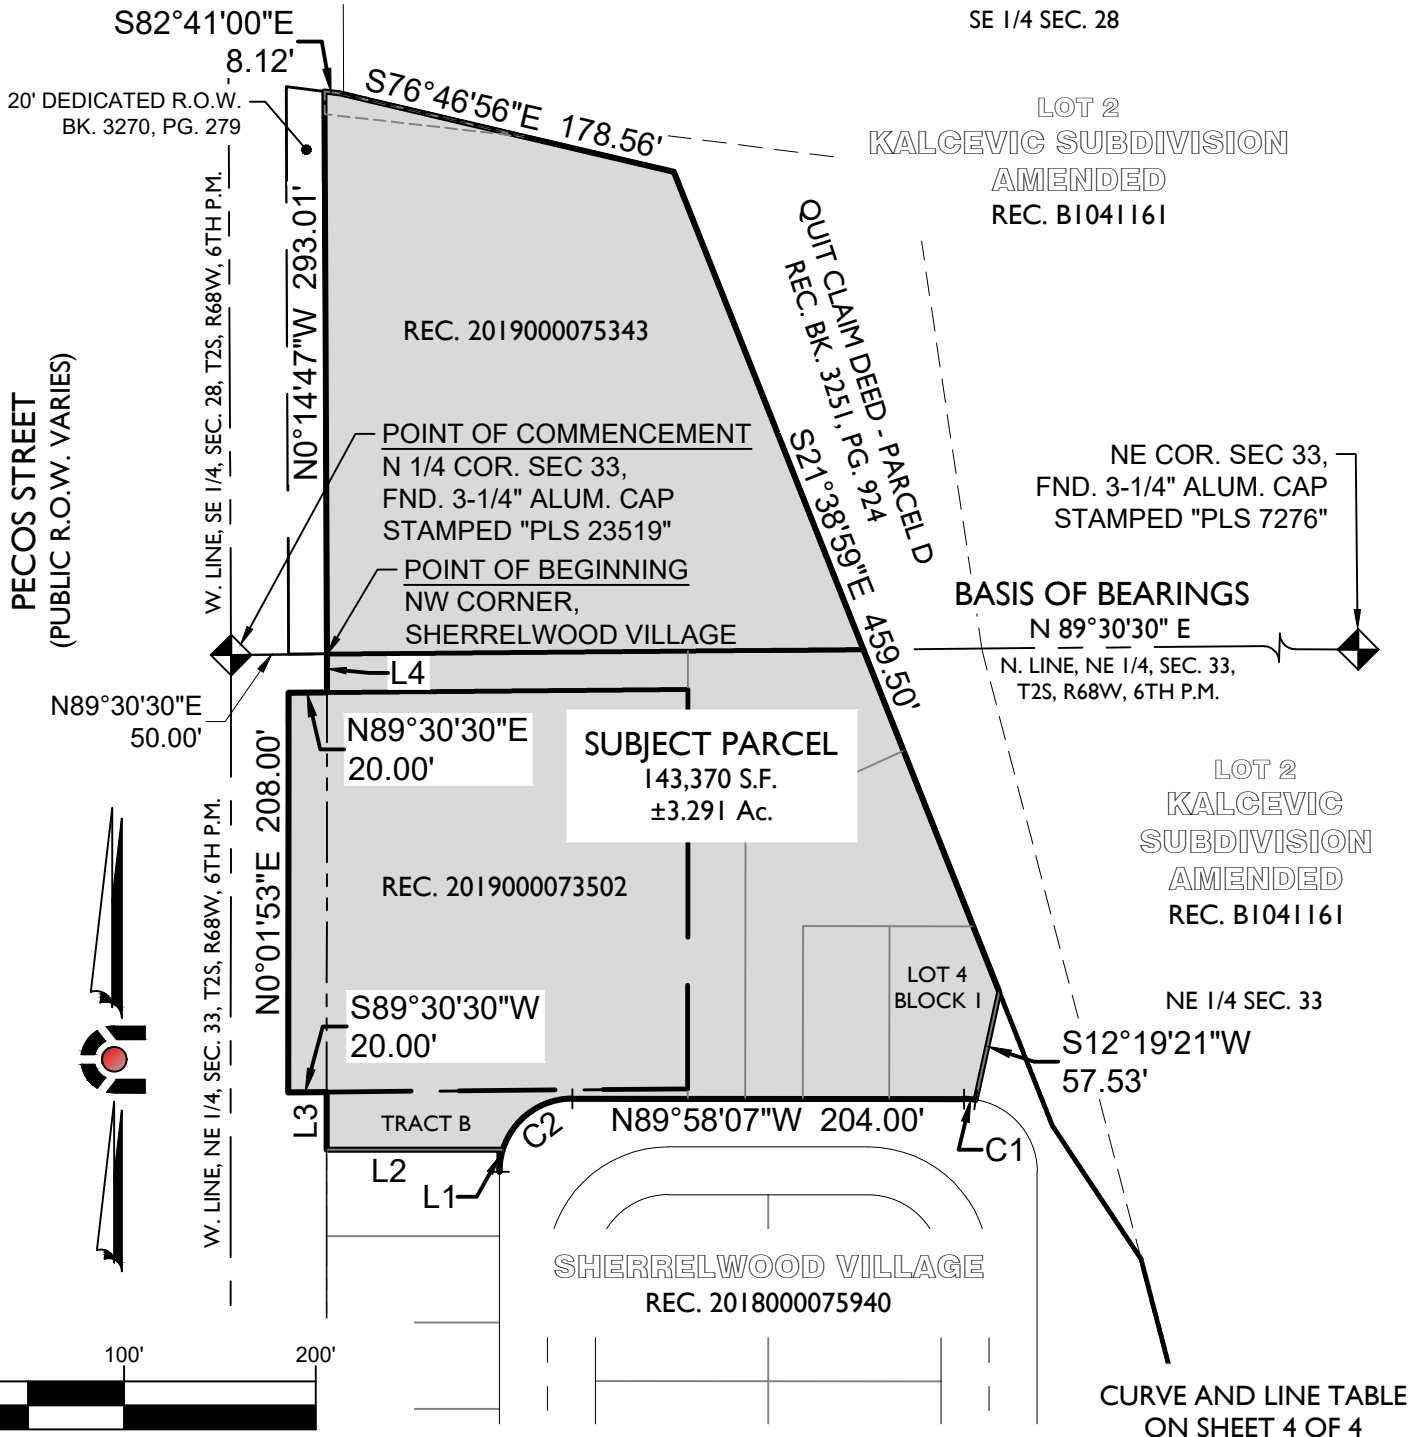 S82°41'00"E
8.12'
20' DEDICATED R.O.W.
BK. 3270, PG. 279
S76°46'56"E 178.56'
SE 1/4 SEC. 28
LOT 2
KALCEVIC SUBDIVISION
AMENDED
REC. B1041161
PECOS STREET
(PUBLIC R.O.W. VARIES)
W. LINE, SE 1/4, SEC. 28, T2S, R68W, 6TH P.M.
N0°14'47"W 293.01'
REC. 2019000075343
QUIT CLAIM DEED - PARCEL D
REC. BK. 3251, PG. 924
S21°38'59"E 459.50'
POINT OF COMMENCEMENT
N 1/4 COR. SEC 33,
FND. 3-1/4" ALUM. CAP
STAMPED "PLS 23519"
POINT OF BEGINNING
NW CORNER,
SHERRELWOOD VILLAGE
NE COR. SEC 33,
FND. 3-1/4" ALUM. CAP
STAMPED "PLS 7276"
BASIS OF BEARINGS
N 89°30'30" E
N. LINE, NE 1/4, SEC. 33,
T2S, R68W, 6TH P.M.
L4
N89°30'30"E
50.00'
N89°30'30"E
20.00'
SUBJECT PARCEL
143,370 S.F.
±3.291 Ac.
LOT 2
KALCEVIC
SUBDIVISION
AMENDED
REC. B1041161
W. LINE, NE 1/4, SEC. 33, T2S, R68W, 6TH P.M.
N0°01'53"E 208.00'
REC. 2019000073502
LOT 4
BLOCK 1
NE 1/4 SEC. 33
S89°30'30"W
20.00'
S12°19'21"W
57.53'
L3
TRACT B
C2
N89°58'07"W 204.00'
C1
L2
L1
SHERRELWOOD VILLAGE
REC. 2018000075940
100'
200'
CURVE AND LINE TABLE
ON SHEET 4 OF 4